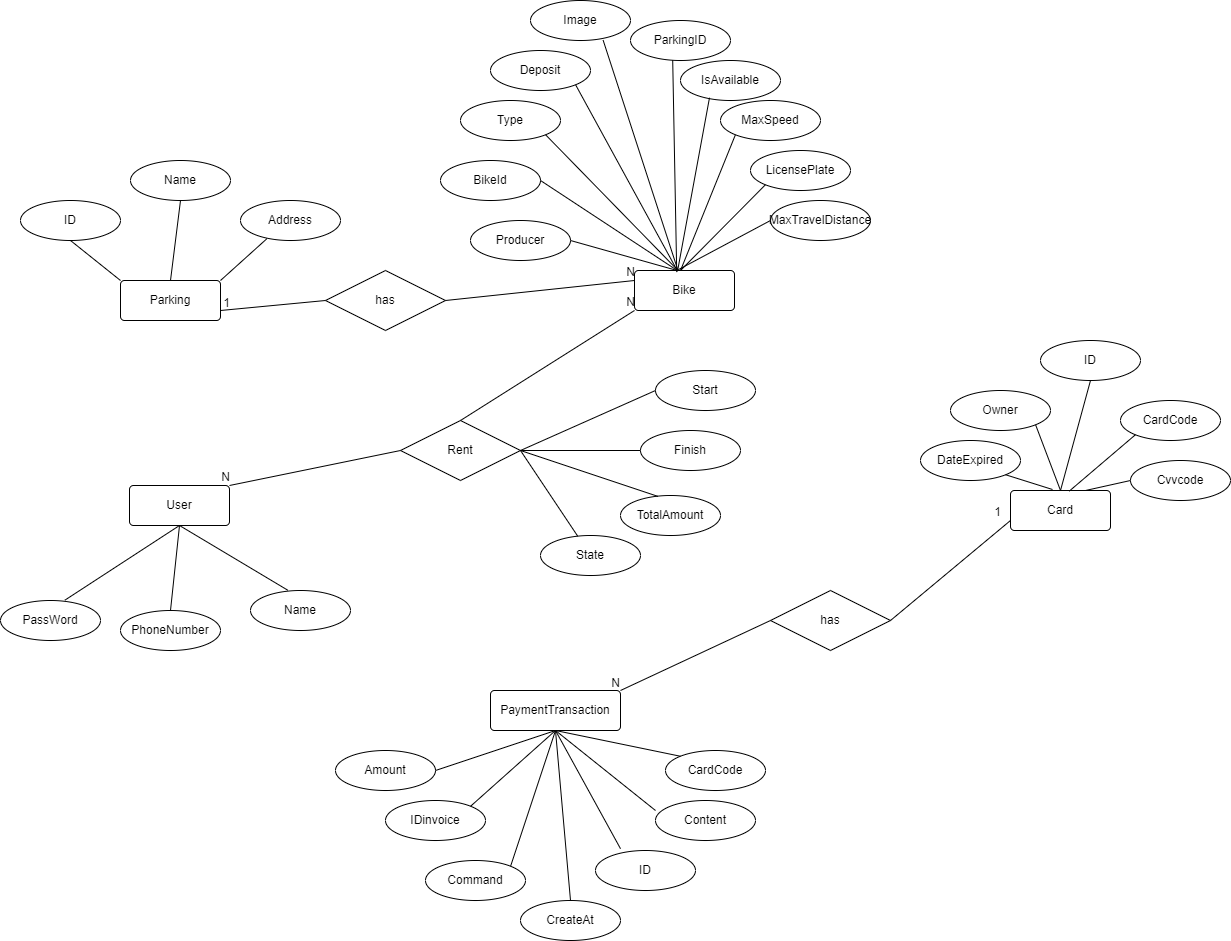 Image
ParkingID
Deposit
IsAvailable
Type
MaxSpeed
BikeId
LicensePlate
Producer
MaxTravelDistance
Name
ID
Address
Parking
1
has
N
Bike
N
Start
Rent
Finish
TotalAmount
State
N
User
PassWord
PhoneNumber
Name
ID
Owner
CardCode
DateExpired
Cvvcode
1
Card
has
N
PaymentTransaction
Amount
CardCode
IDinvoice
Content
Command
ID
CreateAt